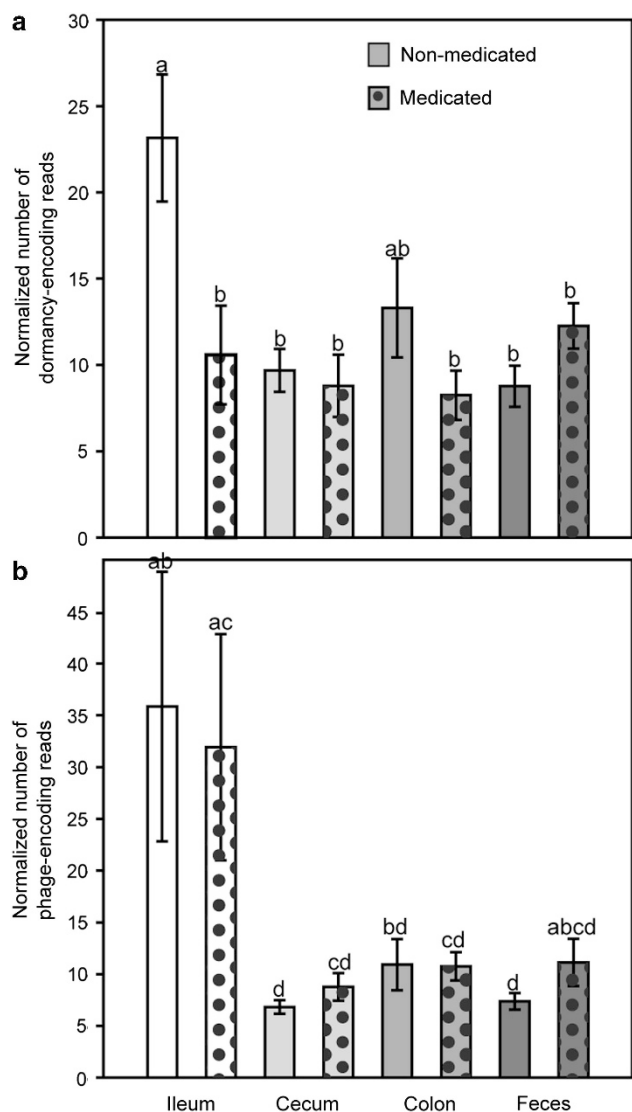 a
30
25
20
15
10
5
0
Normalized number of
dormancy-encoding reads
Non-medicated
Medicated
a
b
b
b
ab
b
b
b
b
45
40
35
30
25
20
15
10
5
0
Normalized number of
phage-encoding reads
ab
ac
d
cd
bd
cd
d
abcd
Ileum Cecum Colon Feces